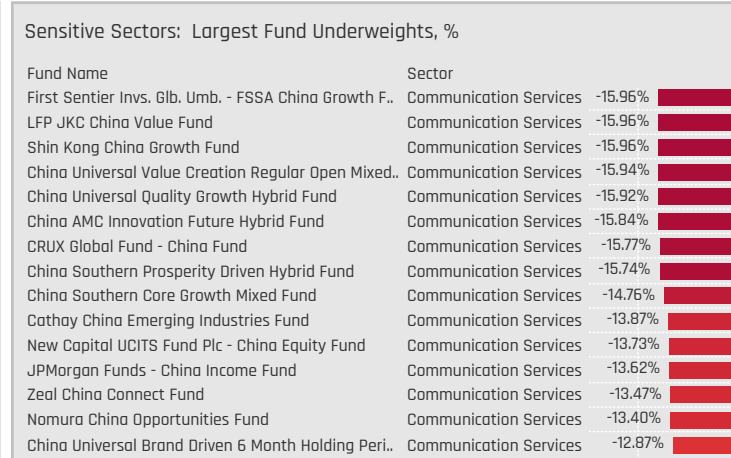 Sensitive Sectors: Largest Fund Underweights, %
Fund Name Sector
First Sentier Invs. Glb. Umb. - FSSA China Growth F.. Communication Services -15.96%
LFP JKC China Value Fund Communication Services -15.96%
Shin Kong China Growth Fund Communication Services -15.96%
China Universal Value Creation Regular Open Mixed.. Communication Services -15.94%
China Universal Quality Growth Hybrid Fund Communication Services -15.92%
China AMC Innovation Future Hybrid Fund Communication Services -15.84%
CRUX Global Fund - China Fund Communication Services -15.77%
China Southern Prosperity Driven Hybrid Fund Communication Services -15.74%
China Southern Core Growth Mixed Fund Communication Services -14.76%
Cathay China Emerging Industries Fund Communication Services -13.87%
New Capital UCITS Fund Plc - China Equity Fund Communication Services -13.73%
JPMorgan Funds - China Income Fund Communication Services -13.62%
Zeal China Connect Fund Communication Services -13.47%
Nomura China Opportunities Fund Communication Services -13.40%
China Universal Brand Driven 6 Month Holding Peri.. Communication Services -12.87%